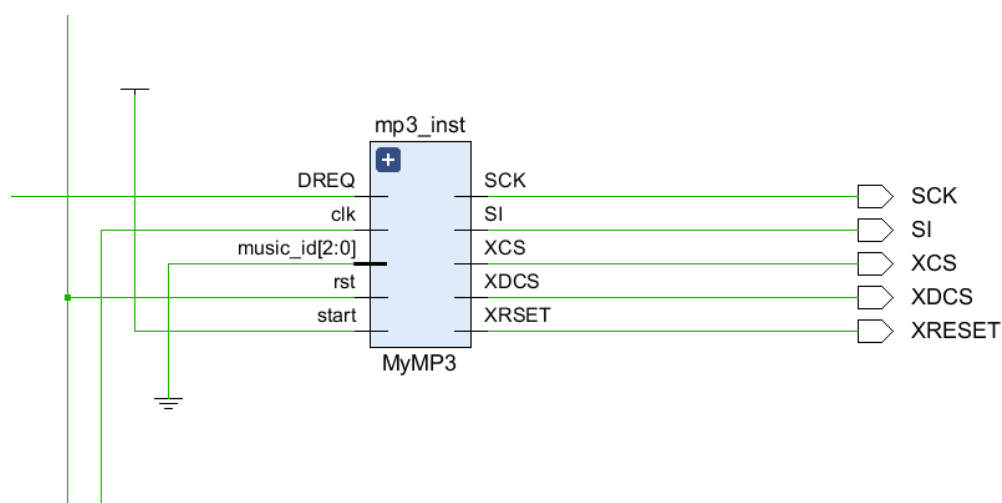 mp3_inst
DREQ
SCK
SCK
clk
SI
SI
music_id[2:0]
XCS
XCS
rst
XDCS
XDCS
start
XRSET
XRESET
MyMP3